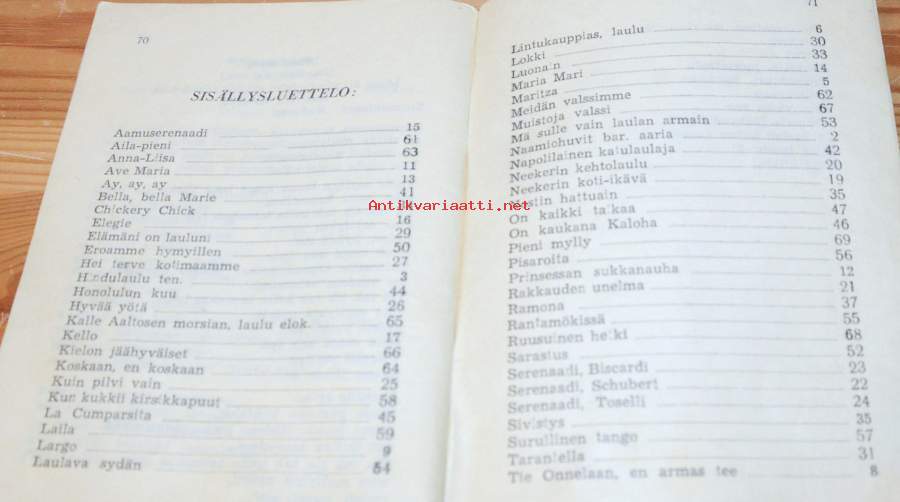 70
SISÄLLYSLUETTELO:
Aamuserenaadi 15
Aila-pieni 61
Anna-Liisa 63
Ave Maria 11
Ay, ay, ay 13
Bella, bella Marie 41
Chickery Chick
Elegie 16
Elämäni on lauluni 29
Eroamme hymyillen 50
Hei terve kotimaamme 27
Hindulaulu ten. 3
Honolulun kuu 44
Hyvää yötä 26
Kalle Aaltosen morsian, laulu elok. 65
Kello 17
Kielon jäähyväiset 66
Koskaan, en koskaan 64
Kuin pilvi vain 25
Kun kukkii kirsikkapuut 58
La Cumparsita 45
Laila 59
Largo 9
Laulava sydän 54
71
Lintukauppias, laulu 6
Lokki 30
Luonain 33
Maria Mari 14
Maritza 5
Meidän valssimme 62
Muistoja valssi 67
Mä sulle vain laulan armain 53
Naamiohuvit bar. aaria 2
Napolilainen katulaulaja 42
Neekerin kehtolaulu 20
Neekerin koti-ikävä 19
hattuain 35
On kaikki taikaa 47
On kaukana Kaloha 46
Pieni mylly 69
Pisaroita 56
Prinsessan sukkanauha 12
Rakkauden unelma 21
Ramona 37
Rantamökissä 55
Ruusuinen hetki 68
Sarastus 52
Serenaadi, Biscardi 23
Serenaadi, Schubert 22
Serenaadi, Toselli 24
Sivistys 35
Surullinen tango 57
Tarantella 31
Tie Onnelaan, en armas tee 8
Antikvariaatti.net